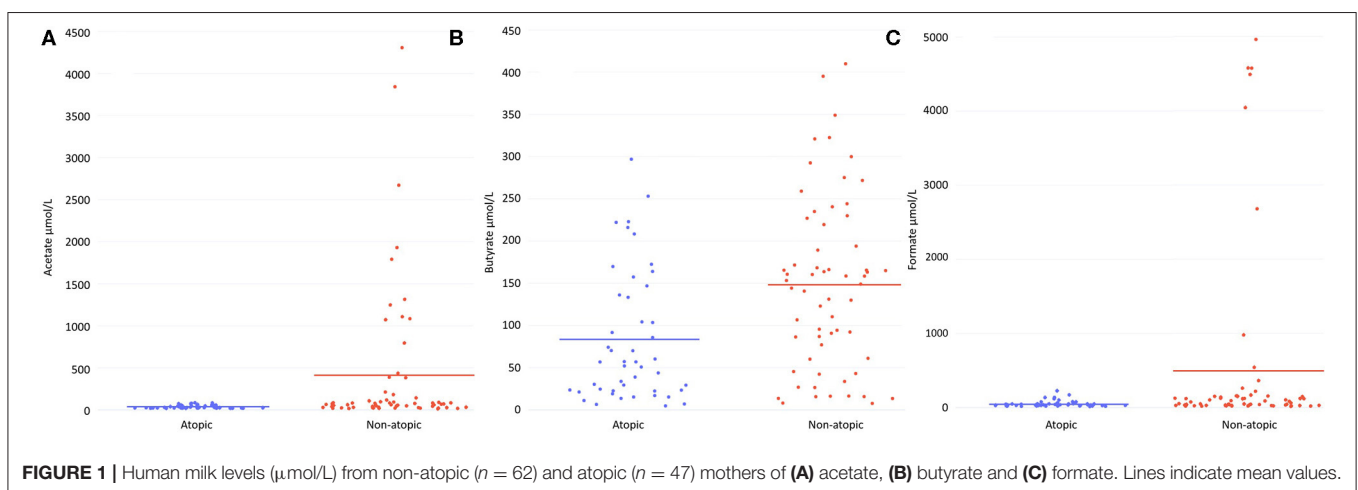 A
Acetate µmol/L
4500
4000
3500
3000
2500
2000
1500
1000
500
0
Atopic
Non-atopic
B
Butyrate µmol/L
450
400
350
300
250
200
150
100
50
0
Atopic
Non-atopic
C
Formate µmol/L
5000
4000
3000
2000
1000
0
Atopic
Non-atopic
FIGURE 1 | Human milk levels (µmol/L) from non-atopic (n = 62) and atopic (n = 47) mothers of (A) acetate, (B) butyrate and (C) formate. Lines indicate mean values.